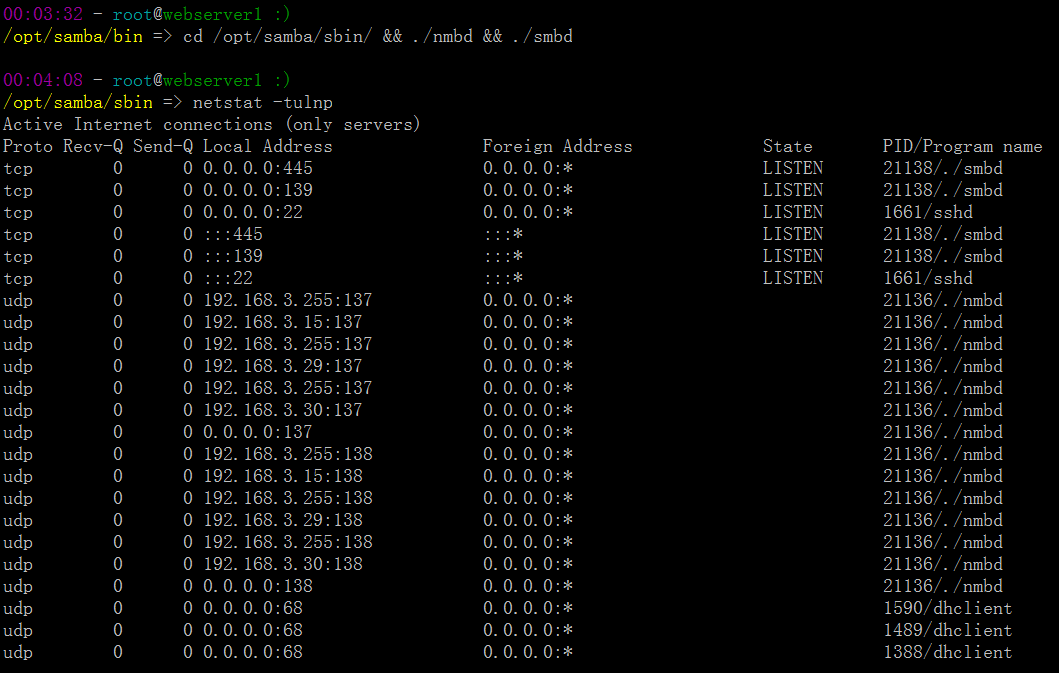 00:03:32 - root@webserver1 :)
/opt/samba/bin => cd /opt/samba/sbin/ && ./nmbd && ./smbd
00:04:08 - root@webserver1 :)
/opt/samba/sbin => netstat -tulnp
Active Internet connections (only servers)
Proto Recv-Q Send-Q Local Address               Foreign Address             State       PID/Program name
tcp        0      0 0.0.0.0:445                 0.0.0.0:*                   LISTEN      21138/./smbd
tcp        0      0 0.0.0.0:139                 0.0.0.0:*                   LISTEN      21138/./smbd
tcp        0      0 0.0.0.0:22                  0.0.0.0:*                   LISTEN      1661/sshd
tcp        0      0 :::445                      :::*                        LISTEN      21138/./smbd
tcp        0      0 :::139                      :::*                        LISTEN      21138/./smbd
tcp        0      0 :::22                       :::*                        LISTEN      1661/sshd
udp        0      0 192.168.3.255:137           0.0.0.0:*                               21136/./nmbd
udp        0      0 192.168.3.15:137            0.0.0.0:*                               21136/./nmbd
udp        0      0 192.168.3.255:137           0.0.0.0:*                               21136/./nmbd
udp        0      0 192.168.3.29:137            0.0.0.0:*                               21136/./nmbd
udp        0      0 192.168.3.255:137           0.0.0.0:*                               21136/./nmbd
udp        0      0 192.168.3.30:137            0.0.0.0:*                               21136/./nmbd
udp        0      0 0.0.0.0:137                 0.0.0.0:*                               21136/./nmbd
udp        0      0 192.168.3.255:138           0.0.0.0:*                               21136/./nmbd
udp        0      0 192.168.3.15:138            0.0.0.0:*                               21136/./nmbd
udp        0      0 192.168.3.255:138           0.0.0.0:*                               21136/./nmbd
udp        0      0 192.168.3.29:138            0.0.0.0:*                               21136/./nmbd
udp        0      0 192.168.3.255:138           0.0.0.0:*                               21136/./nmbd
udp        0      0 192.168.3.30:138            0.0.0.0:*                               21136/./nmbd
udp        0      0 0.0.0.0:138                 0.0.0.0:*                               21136/./nmbd
udp        0      0 0.0.0.0:68                  0.0.0.0:*                               1590/dhclient
udp        0      0 0.0.0.0:68                  0.0.0.0:*                               1489/dhclient
udp        0      0 0.0.0.0:68                  0.0.0.0:*                               1388/dhclient